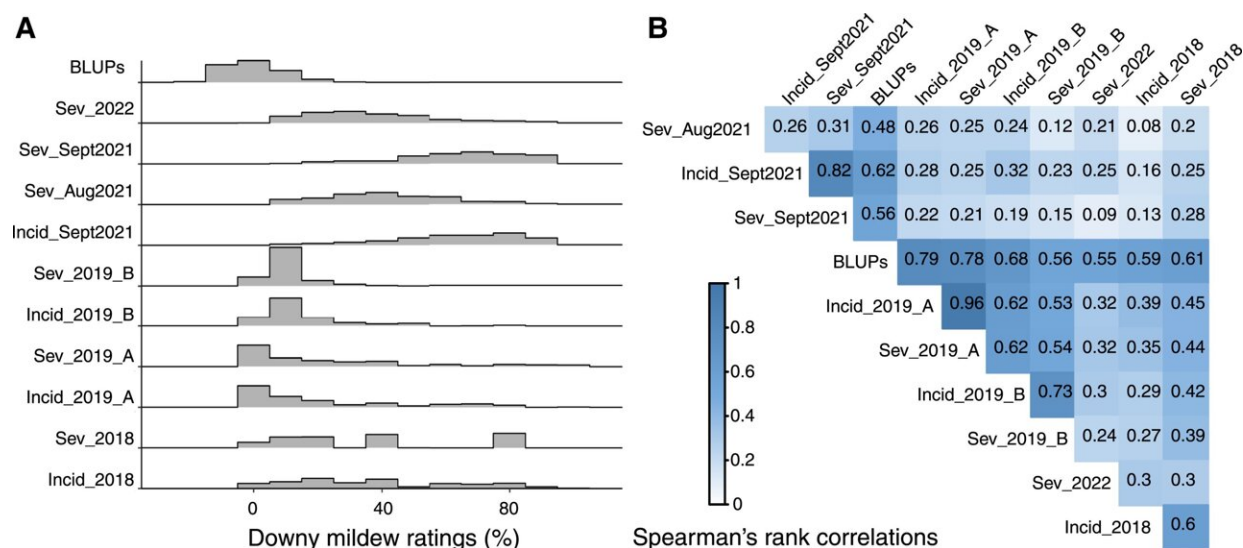 A
BLUPs
Sev_2022
Sev_Sept2021
Sev_Aug2021
Incid_Sept2021
Sev_2019_B
Incid_2019_B
Sev_2019_A
Incid_2019_A
Sev_2018
Incid_2018
0 40 80
Downy mildew ratings (%)
B
Incid_Sept2021 Sev_Sept2021 BLUPs Incid_2019_A Sev_2019_A Incid_2019_B Sev_2019_B Sev_2022 Incid_2018 Sev_2018
Sev_Aug2021 0.26 0.31 0.48 0.26 0.25 0.24 0.12 0.21 0.08 0.2
Incid_Sept2021 0.82 0.62 0.28 0.25 0.32 0.23 0.25 0.16 0.25
Sev_Sept2021 0.56 0.22 0.21 0.19 0.15 0.09 0.13 0.28
BLUPs 0.79 0.78 0.68 0.56 0.55 0.59 0.61
Incid_2019_A 0.96 0.62 0.53 0.32 0.39 0.45
Sev_2019_A 0.62 0.54 0.32 0.35 0.44
Incid_2019_B 0.73 0.3 0.29 0.42
Sev_2019_B 0.24 0.27 0.39
Sev_2022 0.3 0.3
Incid_2018 0.6
1
0.8
0.6
0.4
0.2
0
Spearman's rank correlations